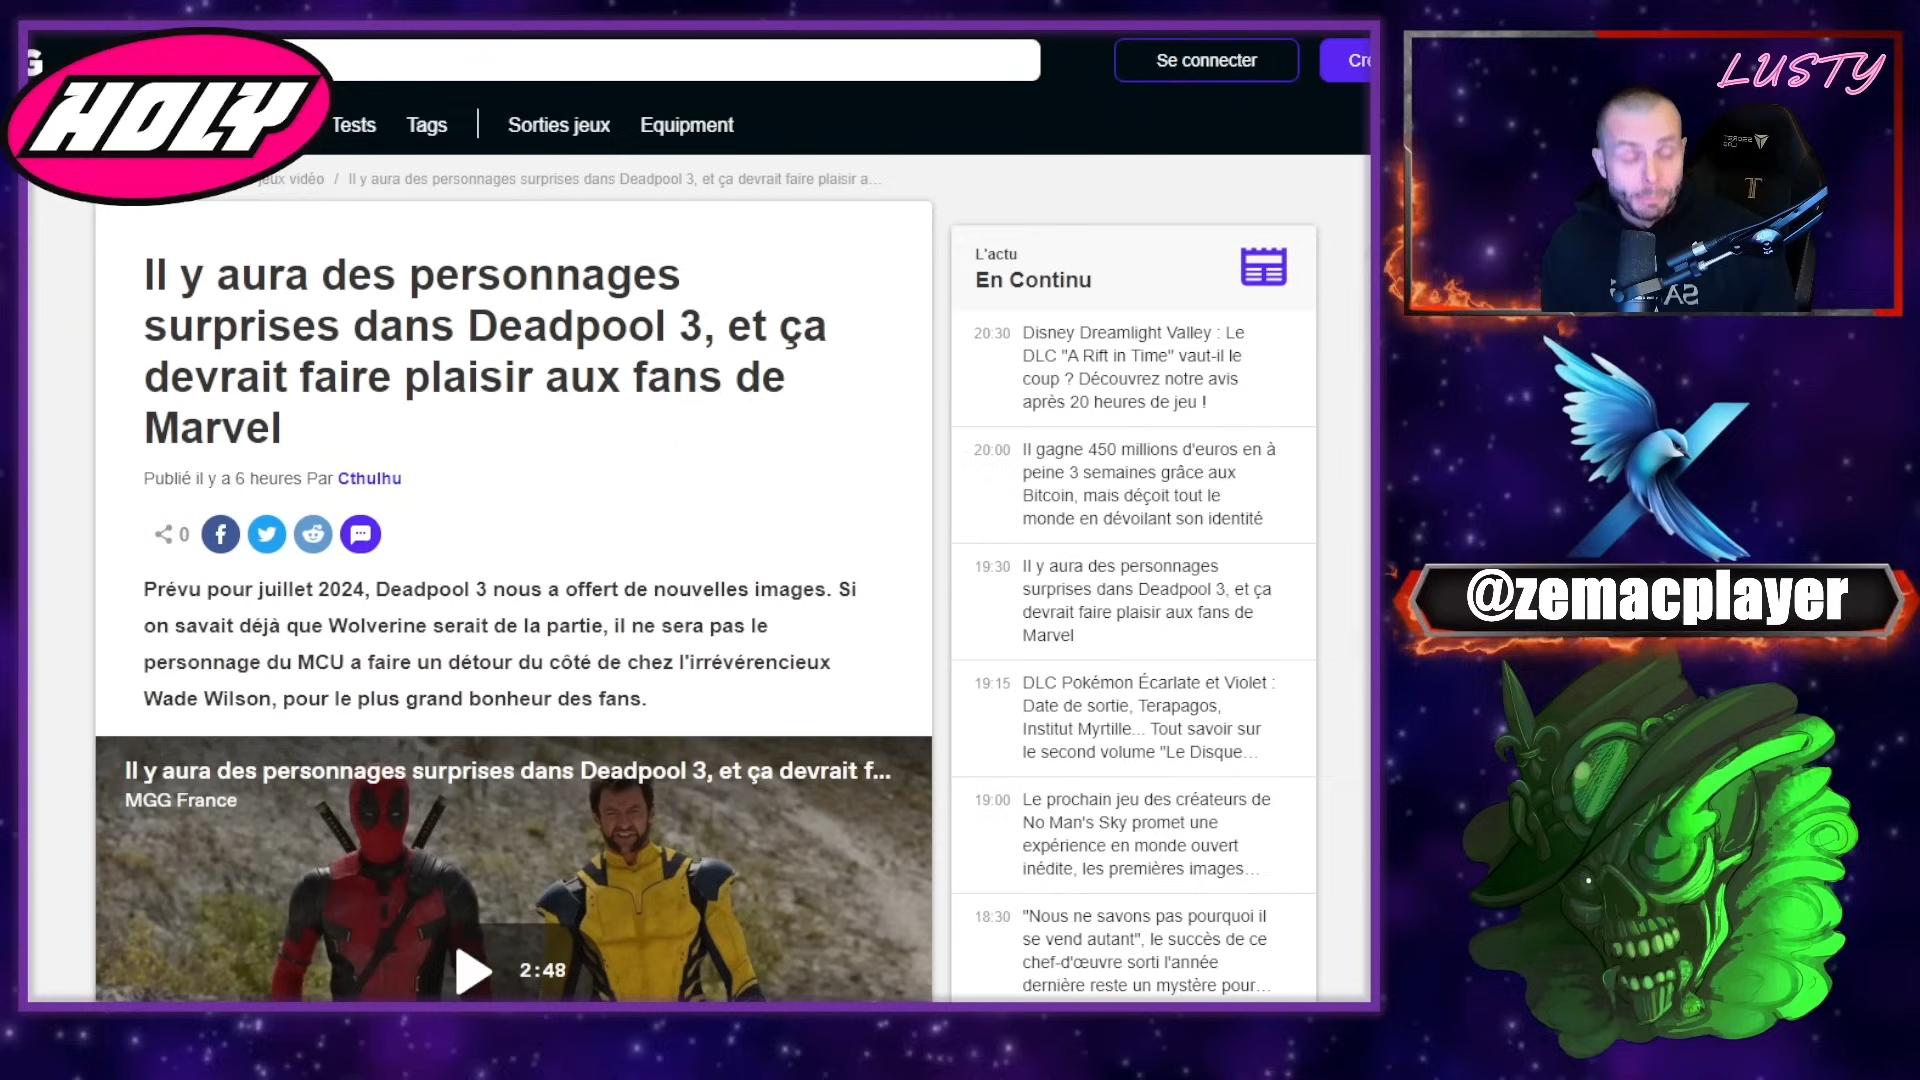 G
HOLY
Se connecter
Cré
Tests
Tags
Sorties jeux
Equipment
jeux vidéo / Il y aura des personnages surprises dans Deadpool 3, et ça devrait faire plaisir a...
Il y aura des personnages
surprises dans Deadpool 3, et ça
devrait faire plaisir aux fans de
Marvel
Publié il y a 6 heures Par Cthulhu
0
Prévu pour juillet 2024, Deadpool 3 nous a offert de nouvelles images. Si
on savait déjà que Wolverine serait de la partie, il ne sera pas le
personnage du MCU a faire un détour du côté de chez l'irrévérencieux
Wade Wilson, pour le plus grand bonheur des fans.
Il y aura des personnages surprises dans Deadpool 3, et ça devrait f...
MGG France
2:48
L'actu
En Continu
20:30 Disney Dreamlight Valley : Le
DLC "A Rift in Time" vaut-il le
coup ? Découvrez notre avis
après 20 heures de jeu !
20:00 Il gagne 450 millions d'euros en à
peine 3 semaines grâce aux
Bitcoin, mais déçoit tout le
monde en dévoilant son identité
19:30 Il y aura des personnages
surprises dans Deadpool 3, et ça
devrait faire plaisir aux fans de
Marvel
19:15 DLC Pokémon Écarlate et Violet :
Date de sortie, Terapagos,
Institut Myrtille... Tout savoir sur
le second volume "Le Disque...
19:00 Le prochain jeu des créateurs de
No Man's Sky promet une
expérience en monde ouvert
inédite, les premières images...
18:30 "Nous ne savons pas pourquoi il
se vend autant", le succès de ce
chef-d'œuvre sorti l'année
dernière reste un mystère pour...
LUSTY
@zemacplayer